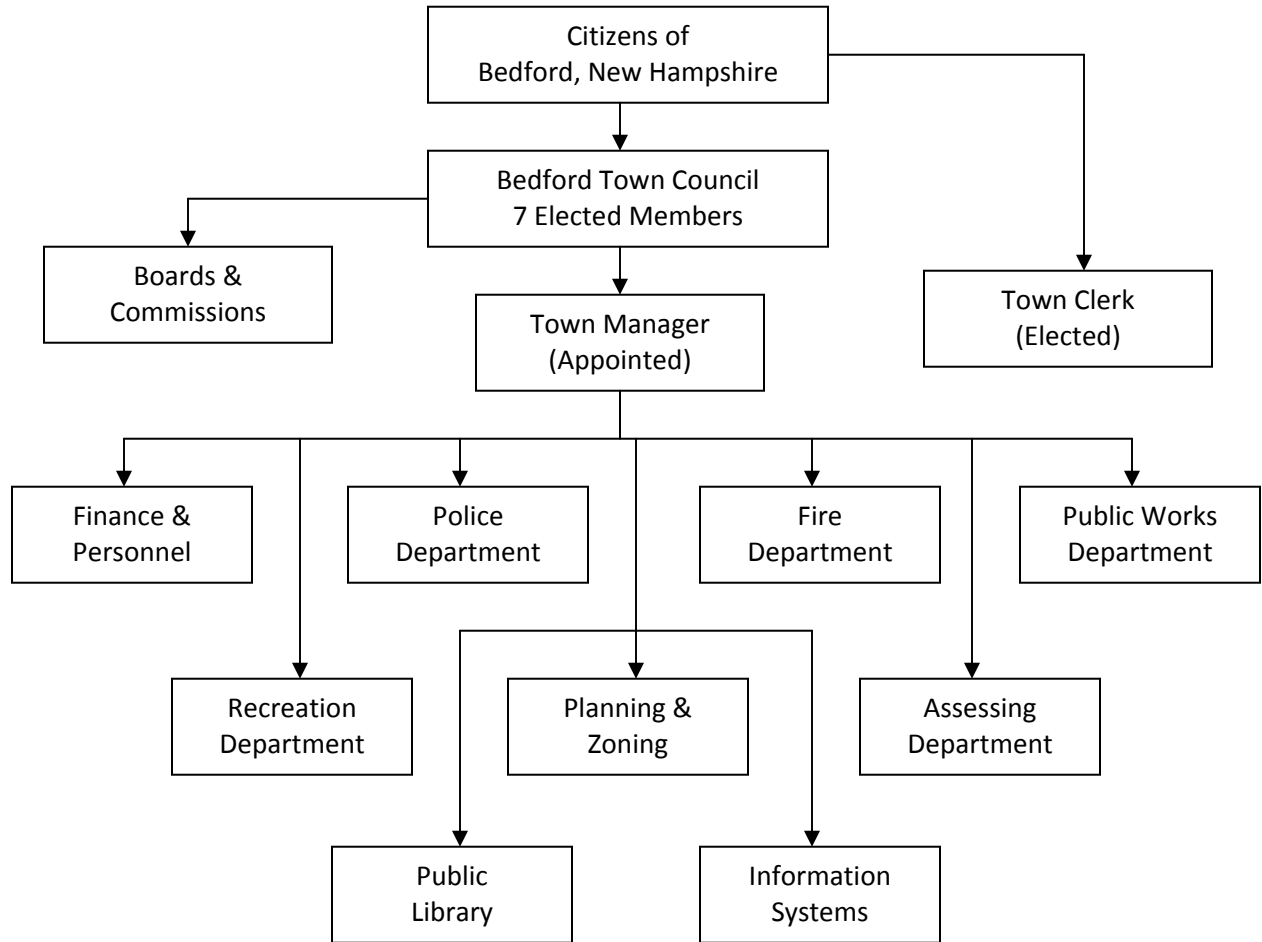 Citizens of
Bedford, New Hampshire
Bedford Town Council
7 Elected Members
Boards &
Commissions
Town Clerk
(Elected)
Town Manager
(Appointed)
Finance &
Personnel
Police
Department
Fire
Department
Public Works
Department
Recreation
Department
Planning &
Zoning
Assessing
Department
Public
Library
Information
Systems